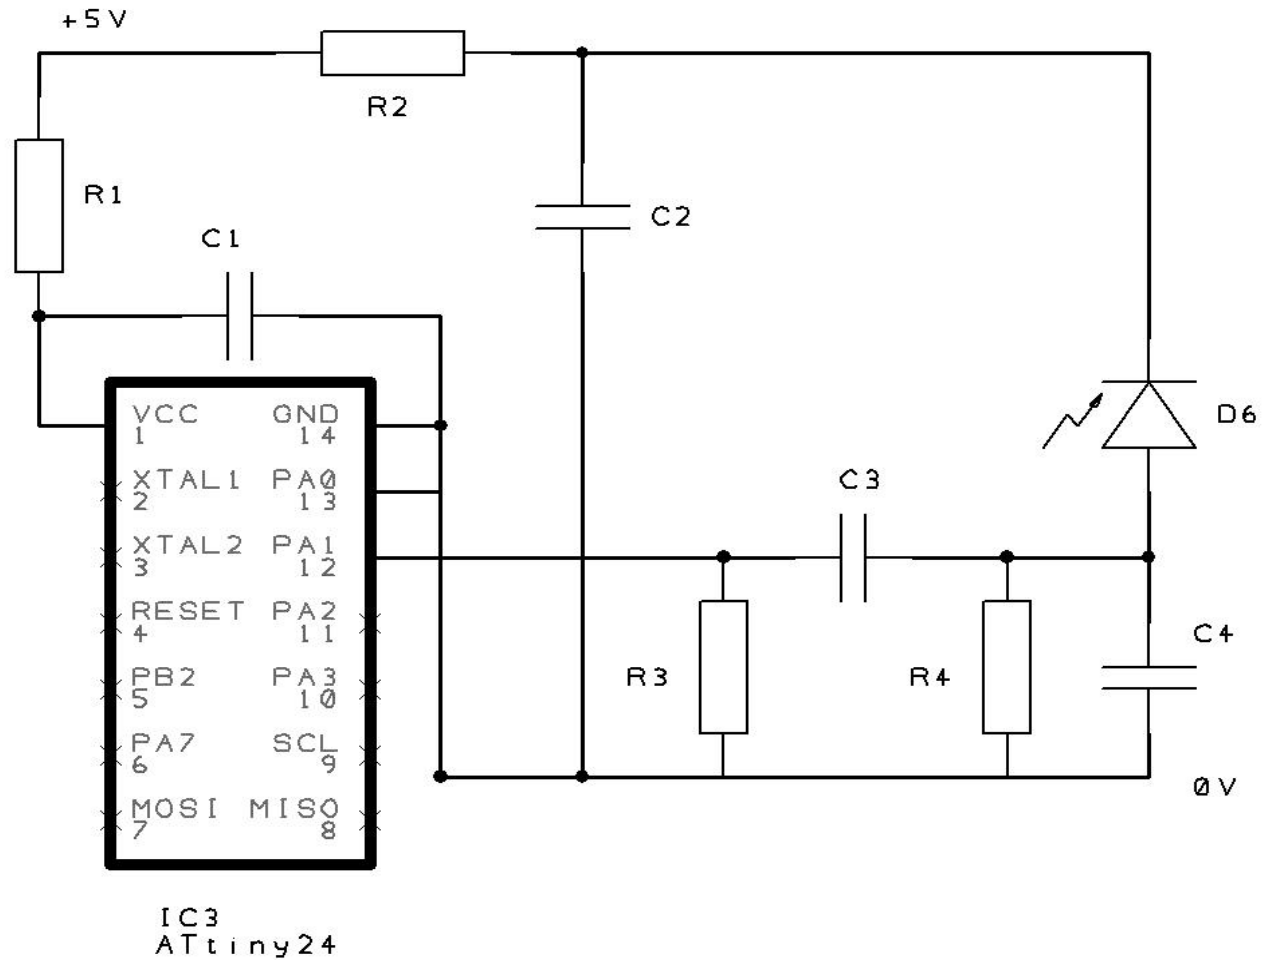 +5V
R2
R1
C1
C2
VCC GND
1 14
D6
XTAL1 PA0
2 13
C3
XTAL2 PA1
3 12
RESET PA2
4 11
C4
PB2 PA3
5 10
R3
R4
PA7 SCL
6 9
0V
MOSI MISO
7 8
IC3
ATtiny24